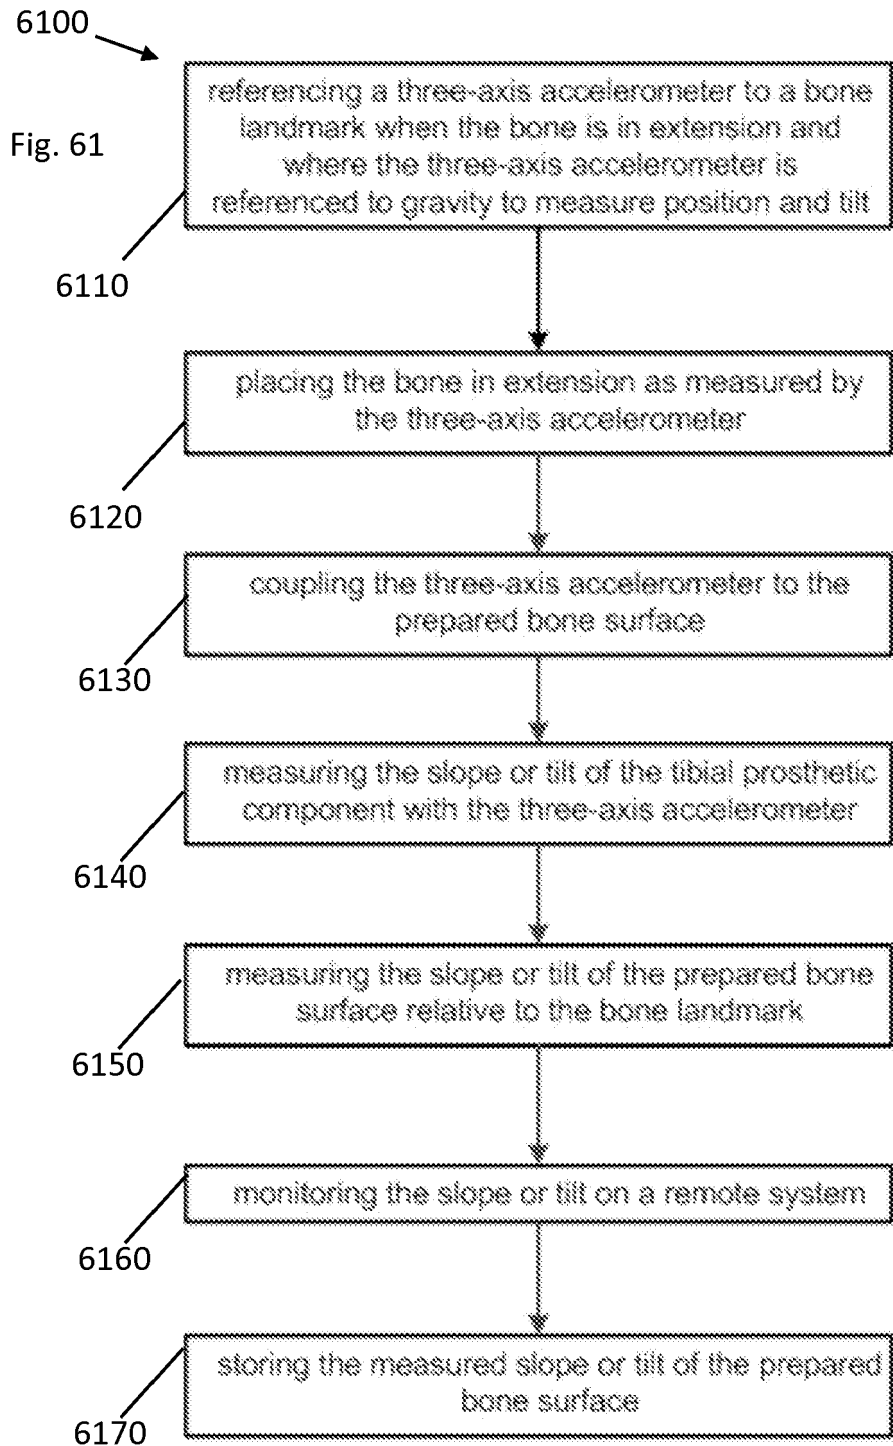 6100
referencing a three-axis accelerometer to a bone
landmark when the bone is in extension and
Fig. 61
where the three-axis accelerometer is
referenced to gravity to measure position and tilt
6110
placing the bone in extension as measured by
the three-axis accelerometer
6120
coupling the three-axis accelerometer to the
prepared bone surface
6130
measuring the slope or tilt of the tibial prosthetic
component with the three-axis accelerometer
6140
measuring the slope or tilt of the prepared bone
surface relative to the bone landmark
6150
monitoring the slope or tilt on a remote system
6160
storing the measured slope or tilt of the prepared
bone surface
6170